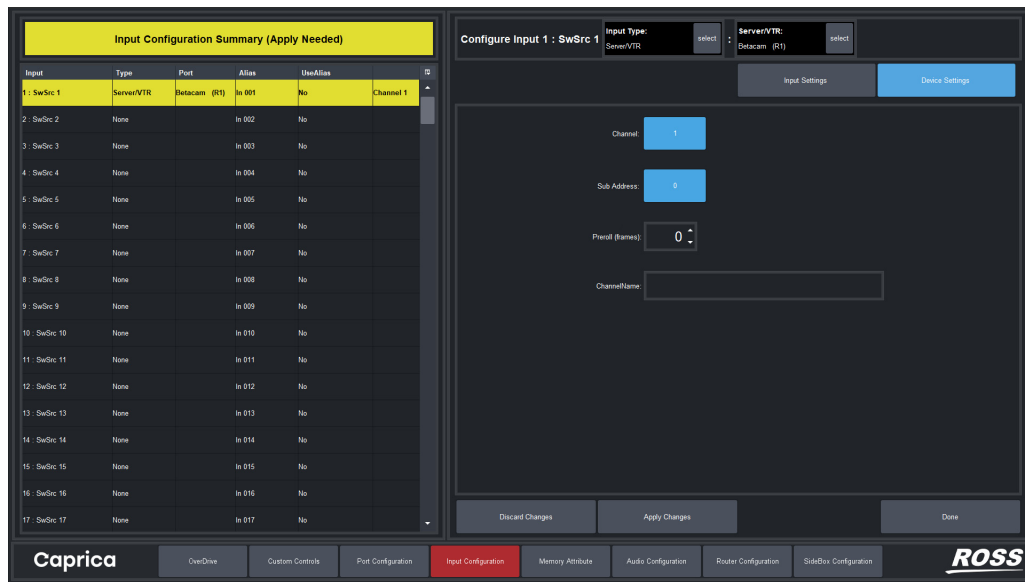 Input Configuration Summary (Apply Needed)
Input Type Port Alias UseAlias
1 : SwSrc 1 Server/VTR Betacam (R1) In 001 No Channel 1
2 : SwSrc 2 None In 002 No
3 : SwSrc 3 None In 003 No
4 : SwSrc 4 None In 004 No
5 : SwSrc 5 None In 005 No
6 : SwSrc 6 None In 006 No
7 : SwSrc 7 None In 007 No
8 : SwSrc 8 None In 008 No
9 : SwSrc 9 None In 009 No
10 : SwSrc 10 None In 010 No
11 : SwSrc 11 None In 011 No
12 : SwSrc 12 None In 012 No
13 : SwSrc 13 None In 013 No
14 : SwSrc 14 None In 014 No
15 : SwSrc 15 None In 015 No
16 : SwSrc 16 None In 016 No
17 : SwSrc 17 None In 017 No
Configure Input 1 : SwSrc 1
Input Type:
Server/VTR
select
:
Server/VTR:
Betacam (R1)
select
Input Settings Device Settings
Channel: 1
Sub Address: 0
Preroll (frames): 0
ChannelName:
Discard Changes Apply Changes Done
Caprica OverDrive Custom Controls Port Configuration Input Configuration Memory Attribute Audio Configuration Router Configuration SideBox Configuration ROSS